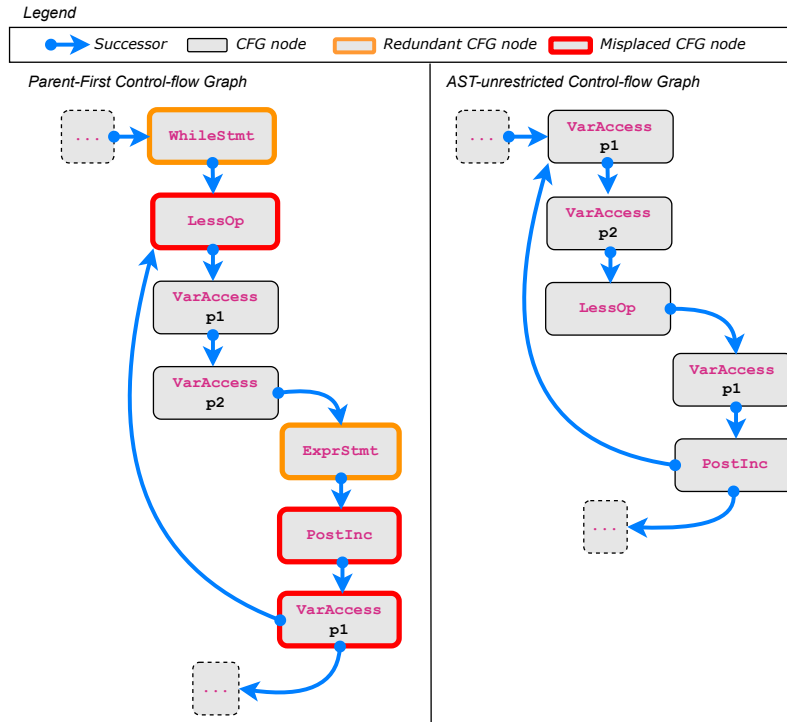 Legend
Successor CFG node Redundant CFG node Misplaced CFG node
Parent-First Control-flow Graph
... WhileStmt
LessOp
VarAccess
p1
VarAccess
p2
ExprStmt
PostInc
VarAccess
p1
...
AST-unrestricted Control-flow Graph
... VarAccess
p1
VarAccess
p2
LessOp
VarAccess
p1
PostInc
...